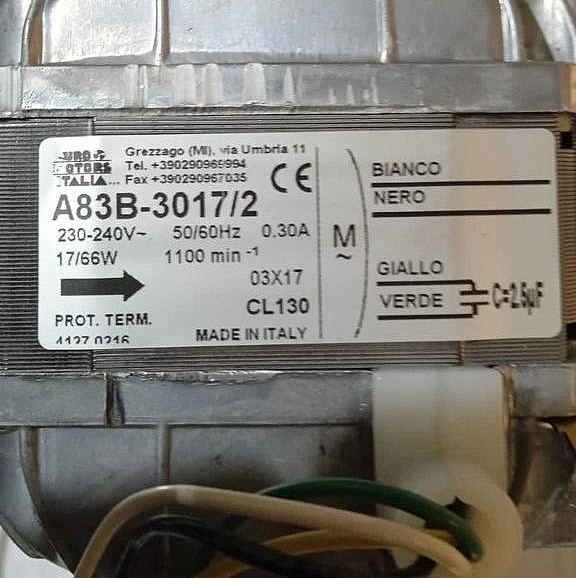 EURO MOTORS ITALIA...
Grezzago (MI), via Umbria 11
Tel. +390290969994
Fax +390290967035
CE
A83B-3017/2
230-240V~ 50/60Hz 0.30A
17/66W 1100 min -1
03X17
CL130
PROT. TERM.
4127 0216
MADE IN ITALY
M
~
BIANCO
NERO
GIALLO
VERDE
C=2.5µF